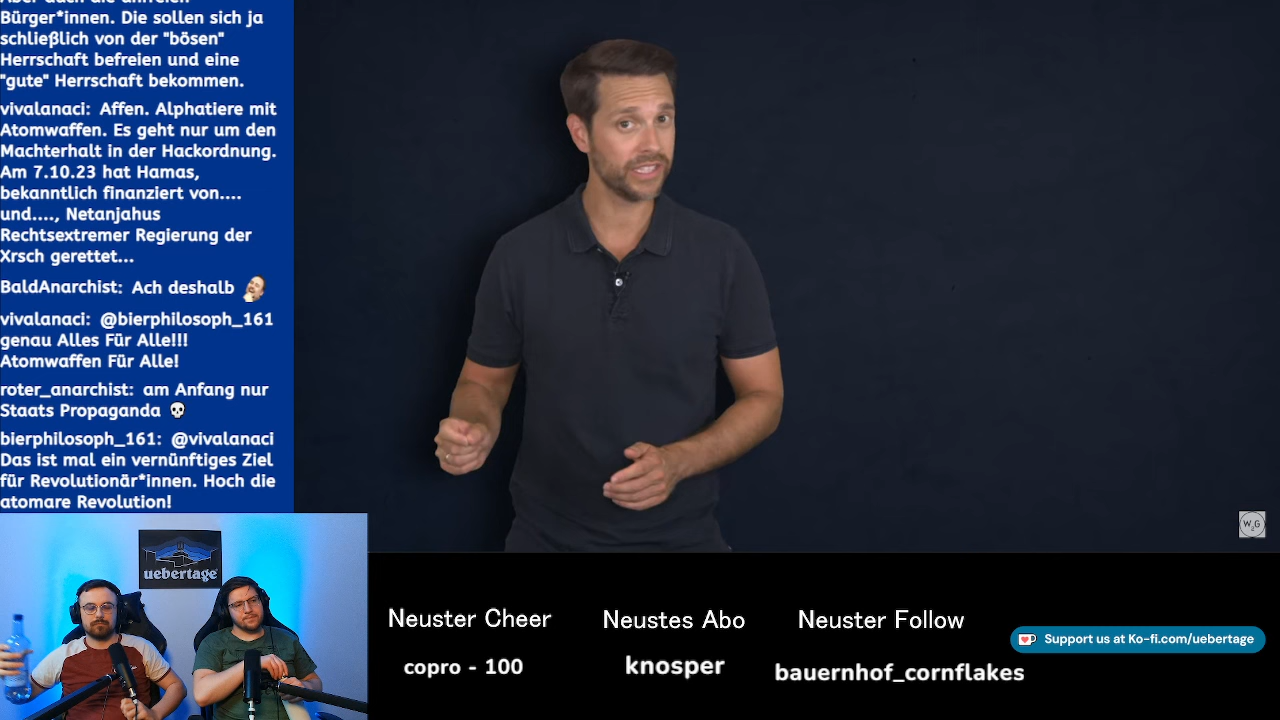 Aber auch die unfreien
Bürger*innen. Die sollen sich ja
schließlich von der "bösen"
Herrschaft befreien und eine
"gute" Herrschaft bekommen.
vivalanaci: Affen. Alphatiere mit
Atomwaffen. Es geht nur um den
Machterhalt in der Hackordnung.
Am 7.10.23 hat Hamas,
bekanntlich finanziert von....
und...., Netanjahus
Rechtsextremer Regierung der
Xrsch gerettet...
BaldAnarchist: Ach deshalb
vivalanaci: @bierphilosoph_161
genau Alles Für Alle!!!
Atomwaffen Für Alle!
roter_anarchist: am Anfang nur
Staats Propaganda 💀
bierphilosoph_161: @vivalanaci
Das ist mal ein vernünftiges Ziel
für Revolutionär*innen. Hoch die
atomare Revolution!
W2G
uebertage
Neuster Cheer
copro - 100
Neustes Abo
knosper
Neuster Follow
bauernhof_cornflakes
Support us at Ko-fi.com/uebertage